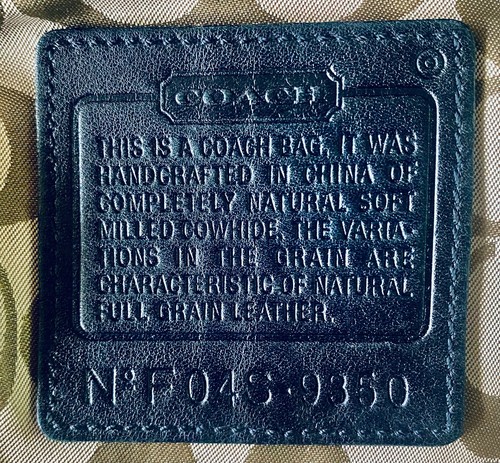 COACH
THIS IS A COACH BAG. IT WAS
HANDCRAFTED IN CHINA OF
COMPLETELY NATURAL SOFT
MILLED COWHIDE. THE VARIA-
TIONS IN THE GRAIN ARE
CHARACTERISTIC OF NATURAL
FULL GRAIN LEATHER.
Nº F04S-9350